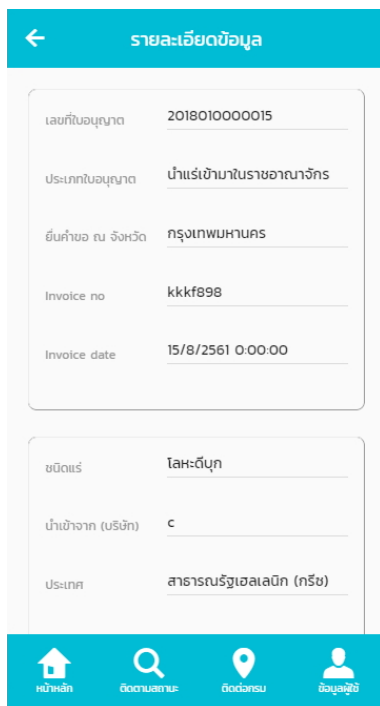 รายละเอียดข้อมูล
เลขที่ใบอนุญาต 2018010000015
ประเภทใบอนุญาต นำแร่เข้ามาในราชอาณาจักร
ยื่นคำขอ ณ จังหวัด กรุงเทพมหานคร
Invoice no kkkf898
Invoice date 15/8/2561 0:00:00
ชนิดแร่ โลหะดีบุก
นำเข้าจาก (บริษัท) c
ประเทศ สาธารณรัฐเฮลเลนิก (กรีซ)
หน้าหลัก ติดตามสถานะ ติดต่อกรม ข้อมูลผู้ใช้